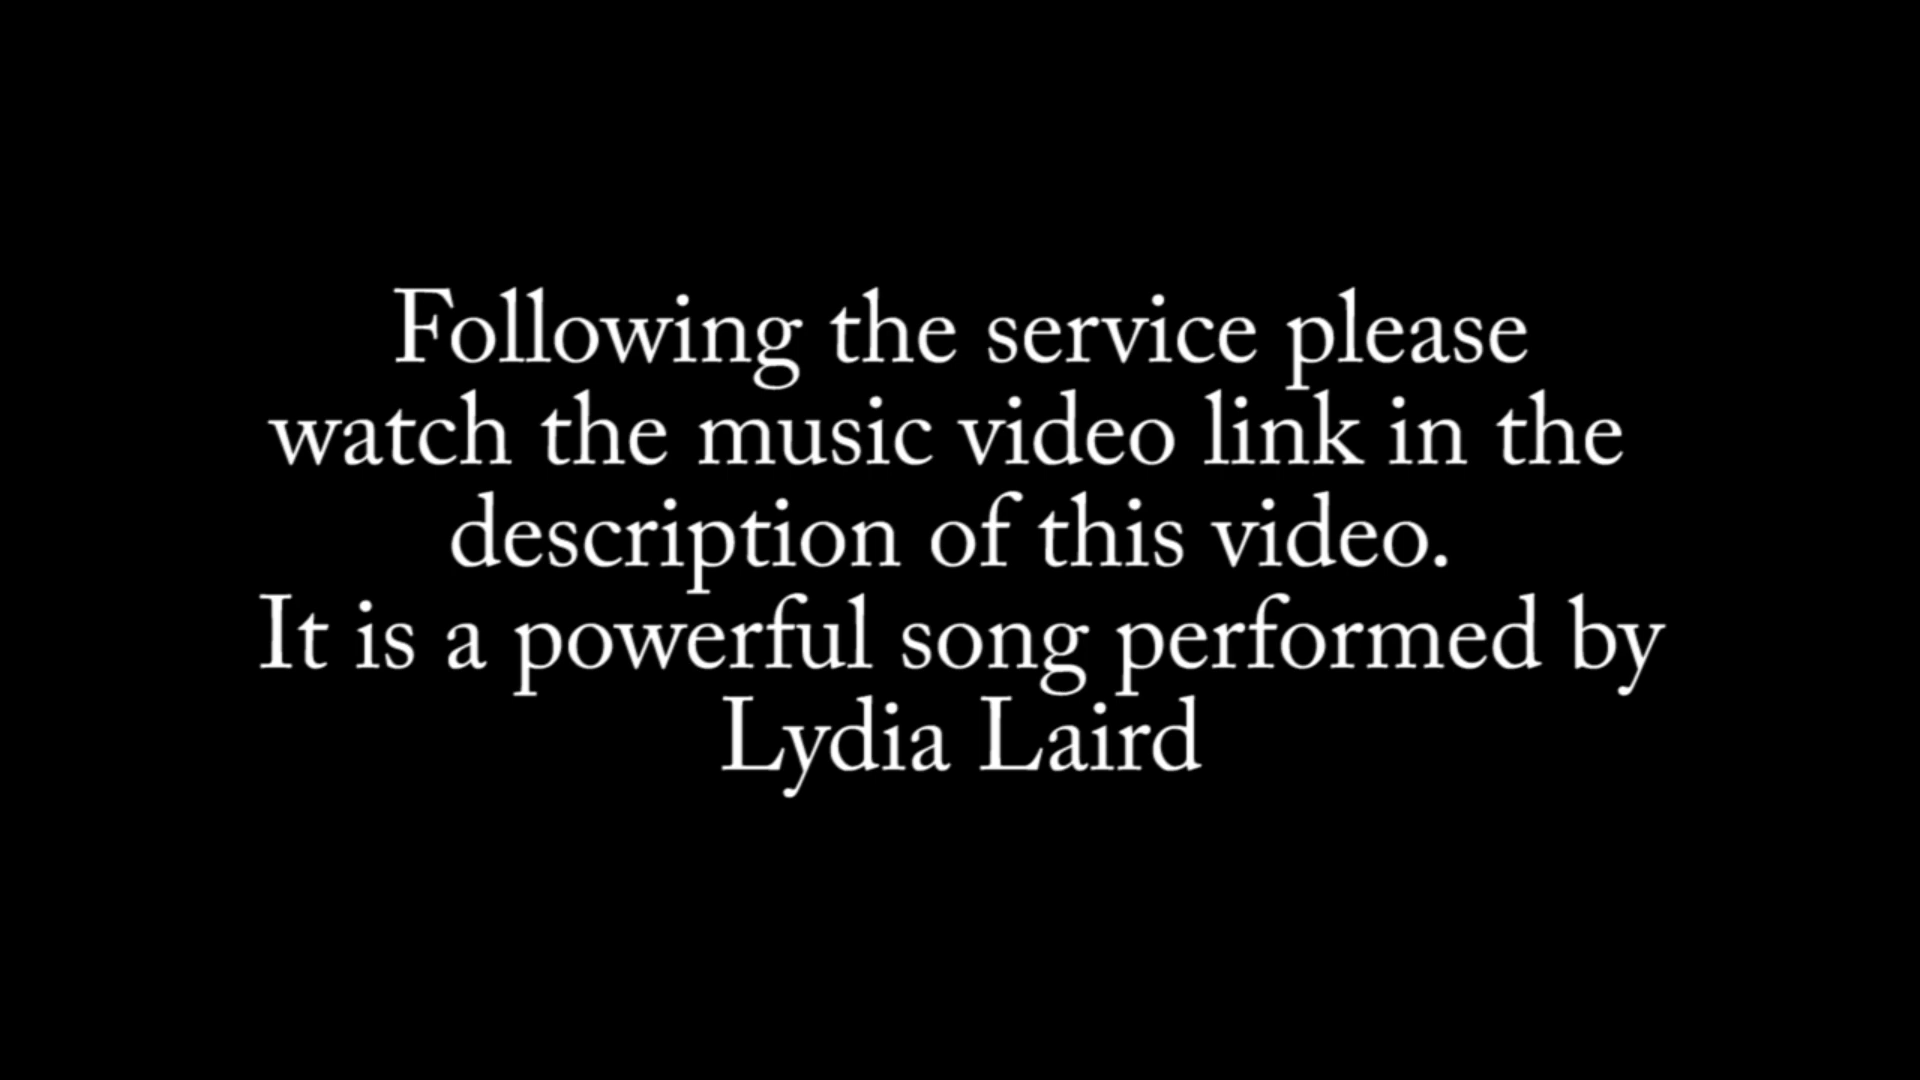 Following the service please
watch the music video link in the
description of this video.
It is a powerful song performed by
Lydia Laird